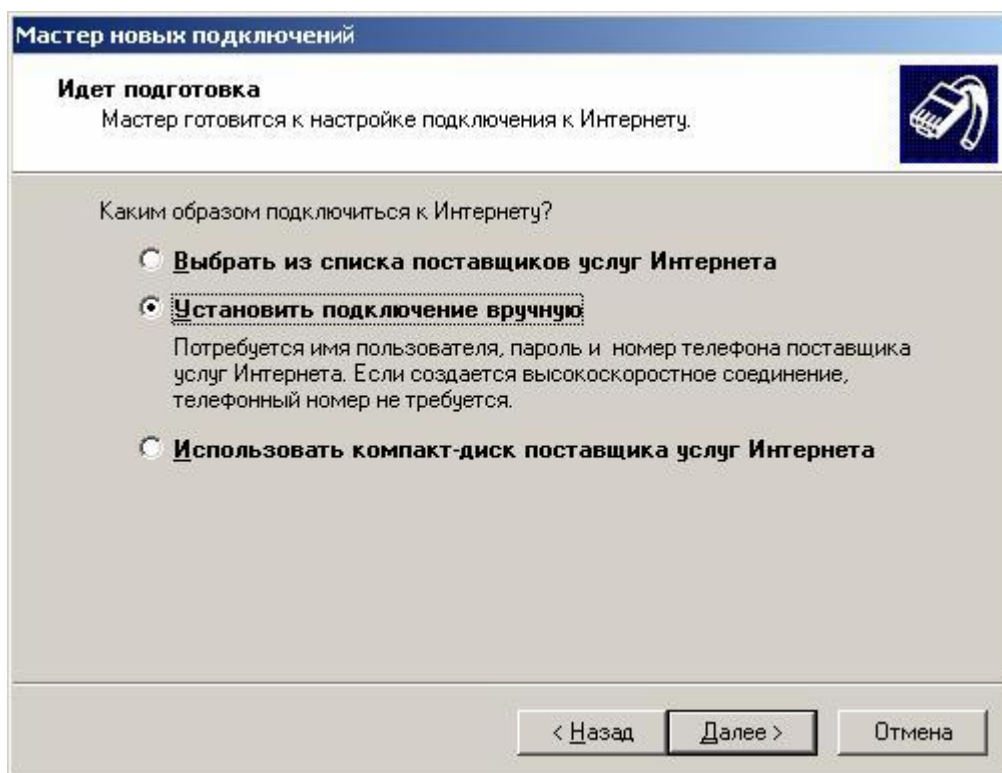 Мастер новых подключений
Идет подготовка
Мастер готовится к настройке подключения к Интернету.
Каким образом подключиться к Интернету?
Выбрать из списка поставщиков услуг Интернета
Установить подключение вручную
Потребуется имя пользователя, пароль и номер телефона поставщика
услуг Интернета. Если создается высокоскоростное соединение,
телефонный номер не требуется.
Использовать компакт-диск поставщика услуг Интернета
< Назад Далее > Отмена